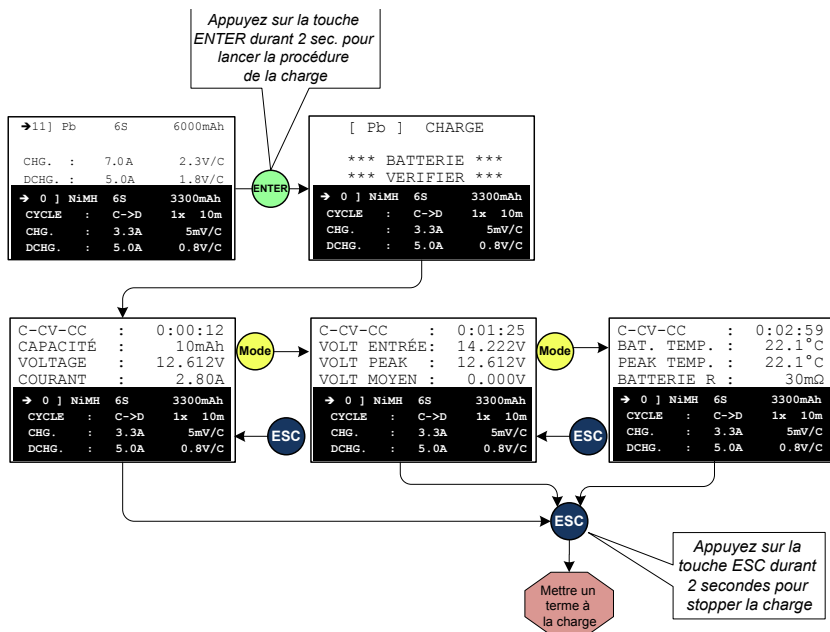 Appuyez sur la touche
ENTER durant 2 sec. pour
lancer la procédure
de la charge
➔11] Pb 6S 6000mAh
CHG. : 7.0A 2.3V/C
DCHG. : 5.0A 1.8V/C
➔ 0 ] NiMH 6S 3300mAh
CYCLE : C->D 1x 10m
CHG. : 3.3A 5mV/C
DCHG. : 5.0A 0.8V/C
ENTER
[ Pb ] CHARGE
*** BATTERIE ***
*** VERIFIER ***
➔ 0 ] NiMH 6S 3300mAh
CYCLE : C->D 1x 10m
CHG. : 3.3A 5mV/C
DCHG. : 5.0A 0.8V/C
C-CV-CC : 0:00:12
CAPACITÉ : 10mAh
VOLTAGE : 12.612V
COURANT : 2.80A
➔ 0 ] NiMH 6S 3300mAh
CYCLE : C->D 1x 10m
CHG. : 3.3A 5mV/C
DCHG. : 5.0A 0.8V/C
Mode
ESC
C-CV-CC : 0:01:25
VOLT ENTRÉE: 14.222V
VOLT PEAK : 12.612V
VOLT MOYEN : 0.000V
➔ 0 ] NiMH 6S 3300mAh
CYCLE : C->D 1x 10m
CHG. : 3.3A 5mV/C
DCHG. : 5.0A 0.8V/C
Mode
ESC
C-CV-CC : 0:02:59
BAT. TEMP. : 22.1°C
PEAK TEMP. : 22.1°C
BATTERIE R : 30mΩ
➔ 0 ] NiMH 6S 3300mAh
CYCLE : C->D 1x 10m
CHG. : 3.3A 5mV/C
DCHG. : 5.0A 0.8V/C
ESC
Appuyez sur la
touche ESC durant
2 secondes pour
stopper la charge
Mettre un
terme à
la charge